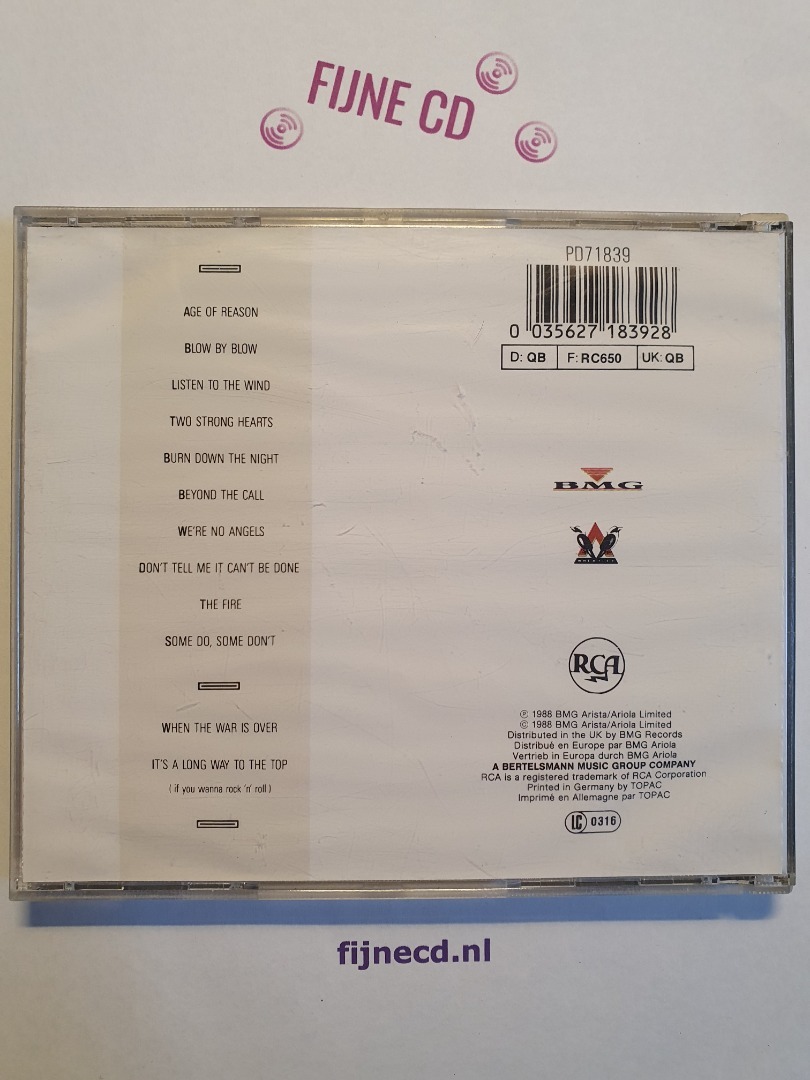 FIJNE CD
AGE OF REASON
BLOW BY BLOW
LISTEN TO THE WIND
TWO STRONG HEARTS
BURN DOWN THE NIGHT
BEYOND THE CALL
WE'RE NO ANGELS
DON'T TELL ME IT CAN'T BE DONE
THE FIRE
SOME DO, SOME DON'T
WHEN THE WAR IS OVER
IT'S A LONG WAY TO THE TOP
( if you wanna rock 'n' roll )
PD71839
0 035627 183928
D: QB F: RC650 UK: QB
BMG
RCA
℗ 1988 BMG Arista/Ariola Limited
© 1988 BMG Arista/Ariola Limited
Distributed in the UK by BMG Records
Distribué en Europe par BMG Ariola
Vertrieb in Europa durch BMG Ariola
A BERTELSMANN MUSIC GROUP COMPANY
RCA is a registered trademark of RCA Corporation
Printed in Germany by TOPAC
Imprimé en Allemagne par TOPAC
LC 0316
fijnecd.nl